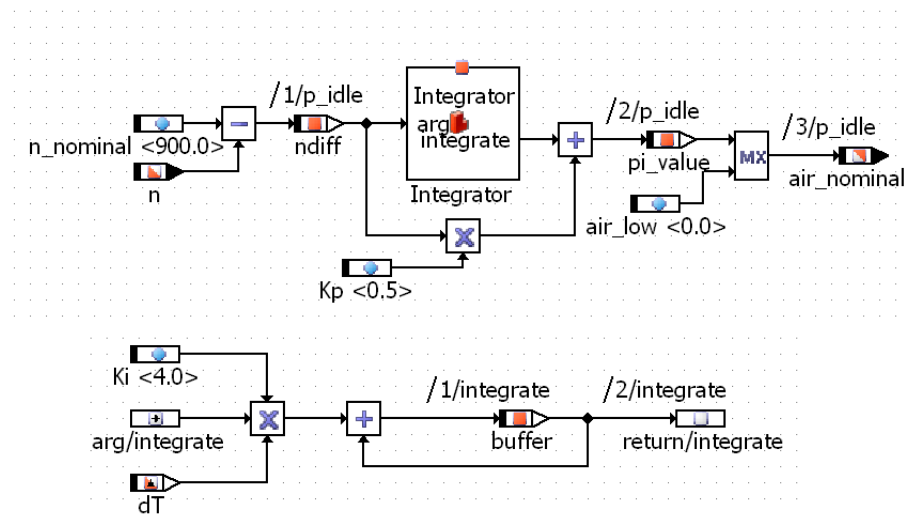 /1/p_idle
Integrator
/2/p_idle
/3/p_idle
arg
integrate
n_nominal <900.0>
ndiff
MX
pi_value
air_nominal
n
Integrator
air_low <0.0>
Kp <0.5>
Ki <4.0>
/1/integrate
/2/integrate
arg/integrate
buffer
return/integrate
dT